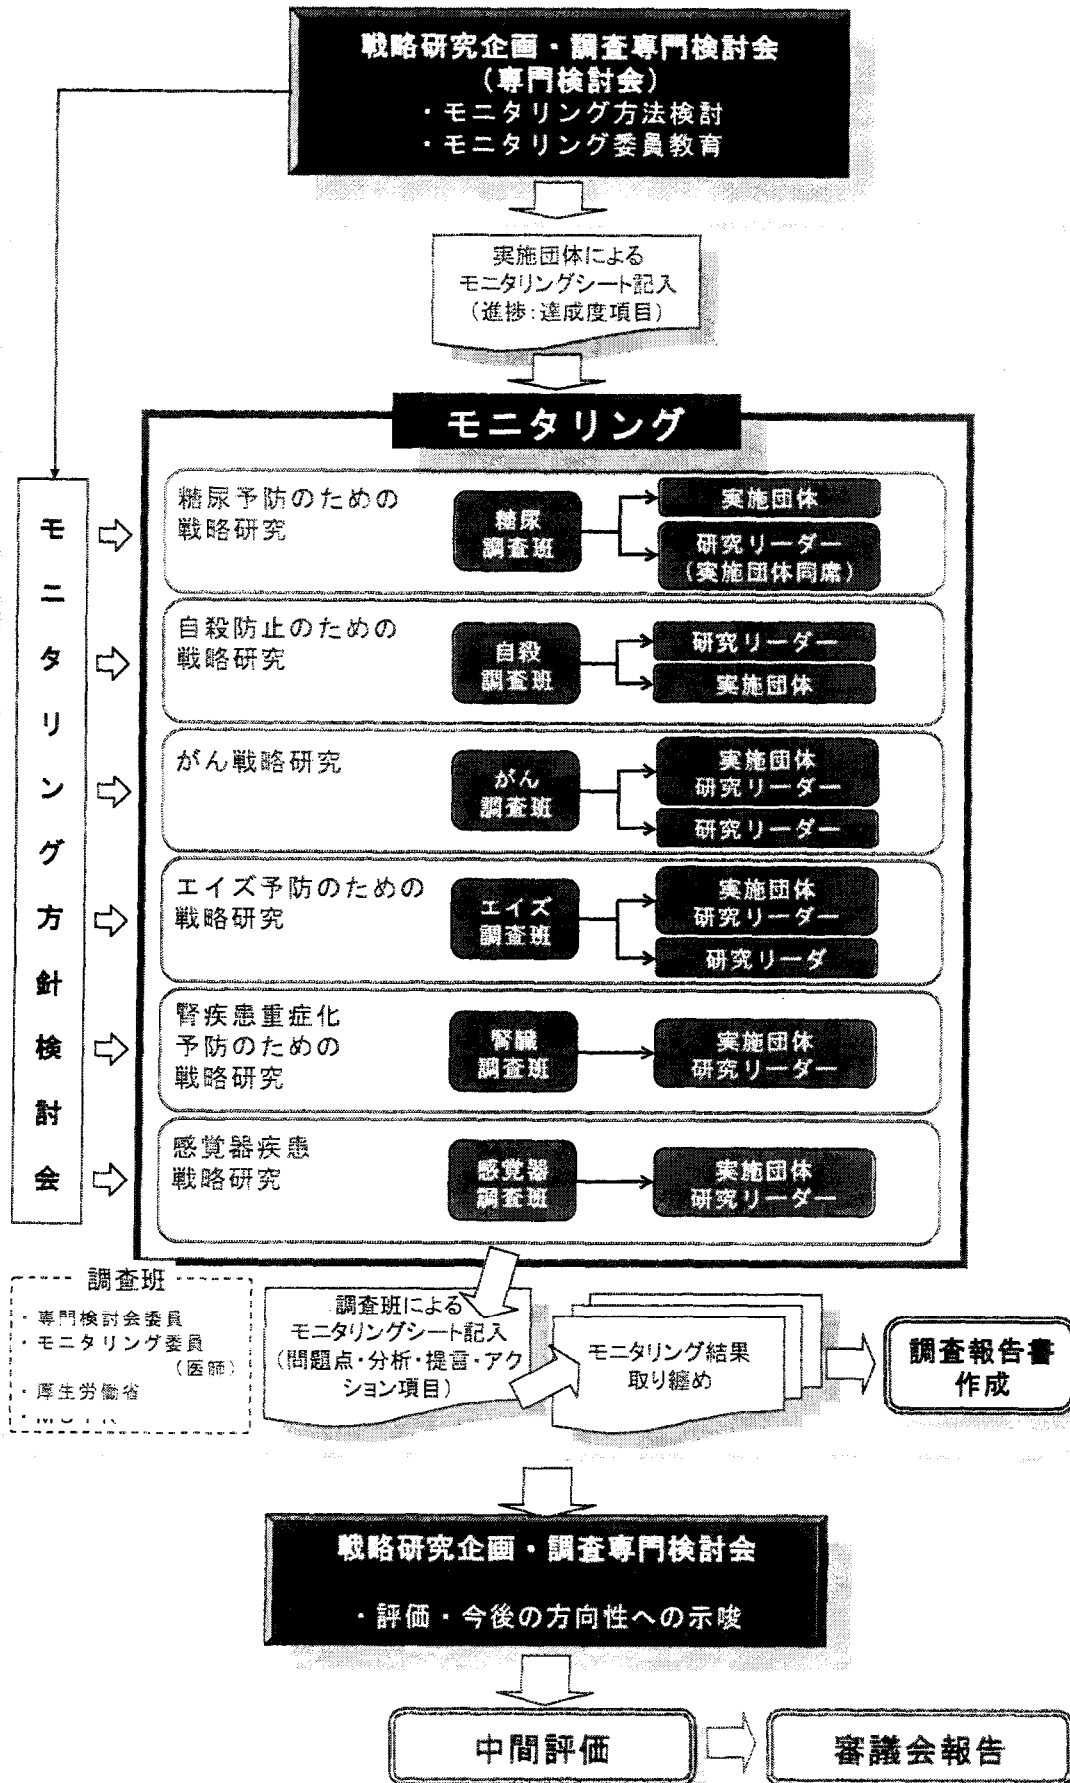 戦略研究企画・調査専門検討会
(専門検討会)
・モニタリング方法検討
・モニタリング委員教育
実施団体による
モニタリングシート記入
(進捗:達成度項目)
モニタリング
モニタリング方針検討会
糖尿予防のための
戦略研究
糖尿
調査班
実施団体
研究リーダー
(実施団体同席)
自殺防止のための
戦略研究
自殺
調査班
研究リーダー
実施団体
がん戦略研究
がん
調査班
実施団体
研究リーダー
研究リーダー
エイズ予防のための
戦略研究
エイズ
調査班
実施団体
研究リーダー
研究リーダ
腎疾患重症化
予防のための
戦略研究
腎臓
調査班
実施団体
研究リーダー
感覚器疾患
戦略研究
感覚器
調査班
実施団体
研究リーダー
調査班
・専門検討会委員
・モニタリング委員
(医師)
・厚生労働省
調査班による
モニタリングシート記入
(問題点・分析・提言・アク
ション項目)
モニタリング結果
取り纏め
調査報告書
作成
戦略研究企画・調査専門検討会
・評価・今後の方向性への示唆
中間評価
審議会報告